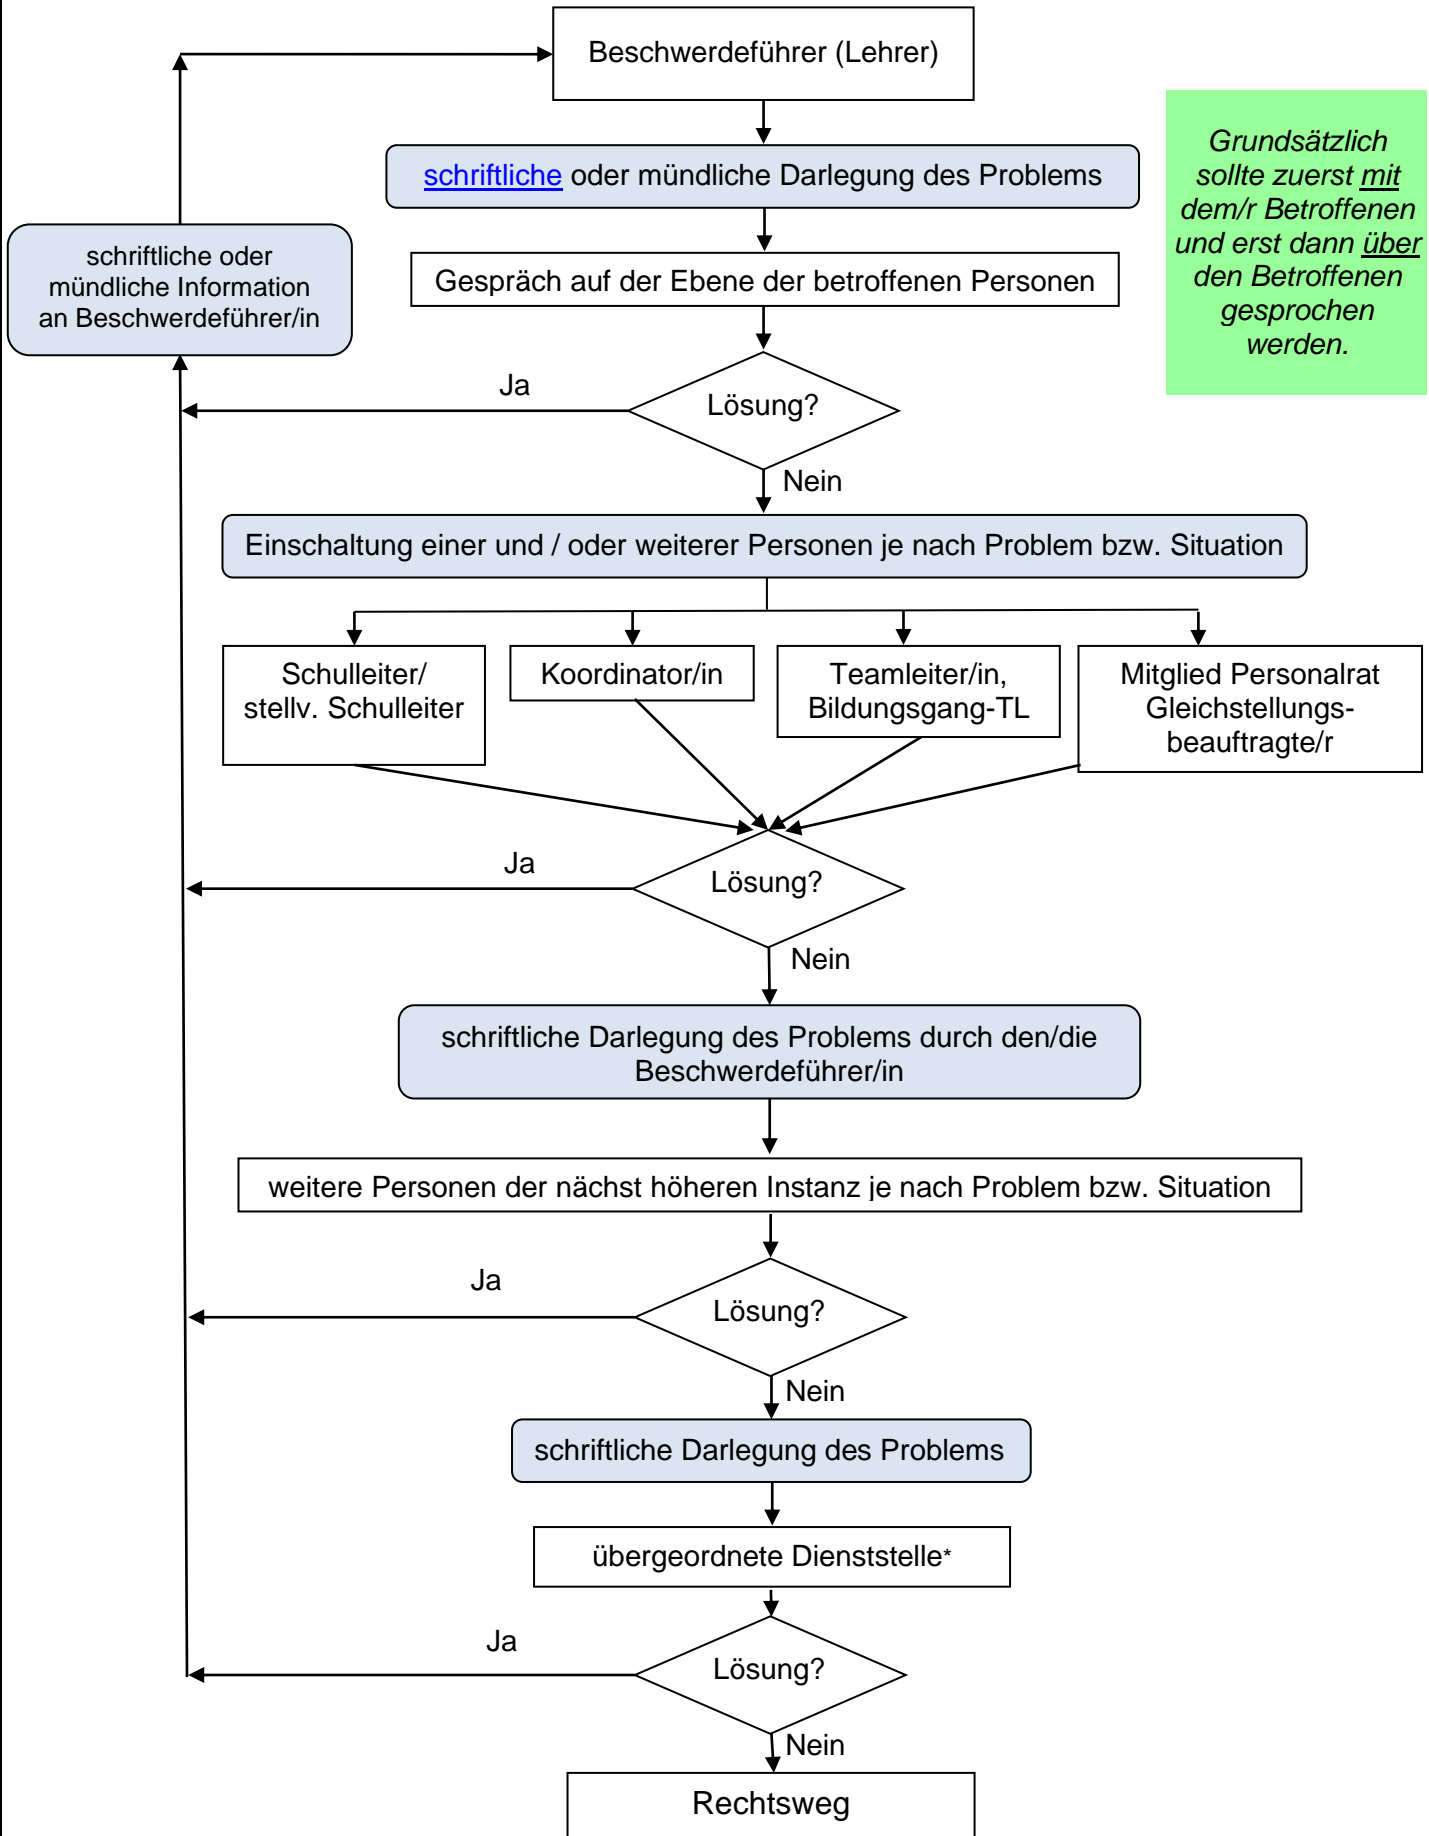 Beschwerdeführer (Lehrer)
schriftliche oder mündliche Darlegung des Problems
Grundsätzlich
sollte zuerst mit
dem/r Betroffenen
und erst dann über
den Betroffenen
gesprochen
werden.
schriftliche oder
mündliche Information
an Beschwerdeführer/in
Gespräch auf der Ebene der betroffenen Personen
Ja
Lösung?
Nein
Einschaltung einer und / oder weiterer Personen je nach Problem bzw. Situation
Schulleiter/
stellv. Schulleiter
Koordinator/in
Teamleiter/in,
Bildungsgang-TL
Mitglied Personalrat
Gleichstellungs-
beauftragte/r
Ja
Lösung?
Nein
schriftliche Darlegung des Problems durch den/die
Beschwerdeführer/in
weitere Personen der nächst höheren Instanz je nach Problem bzw. Situation
Ja
Lösung?
Nein
schriftliche Darlegung des Problems
übergeordnete Dienststelle*
Ja
Lösung?
Nein
Rechtsweg